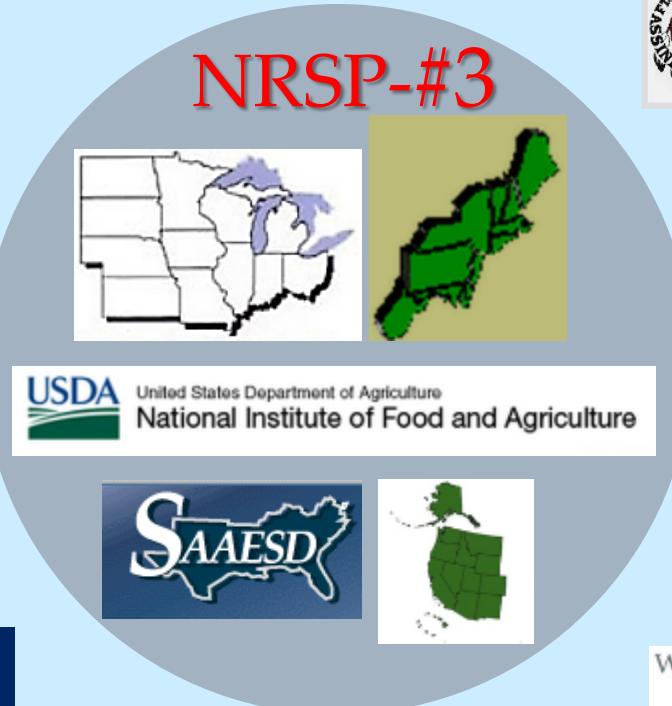 NRSP-#3
USDA
United States Department of Agriculture
National Institute of Food and Agriculture
SAAESD
W